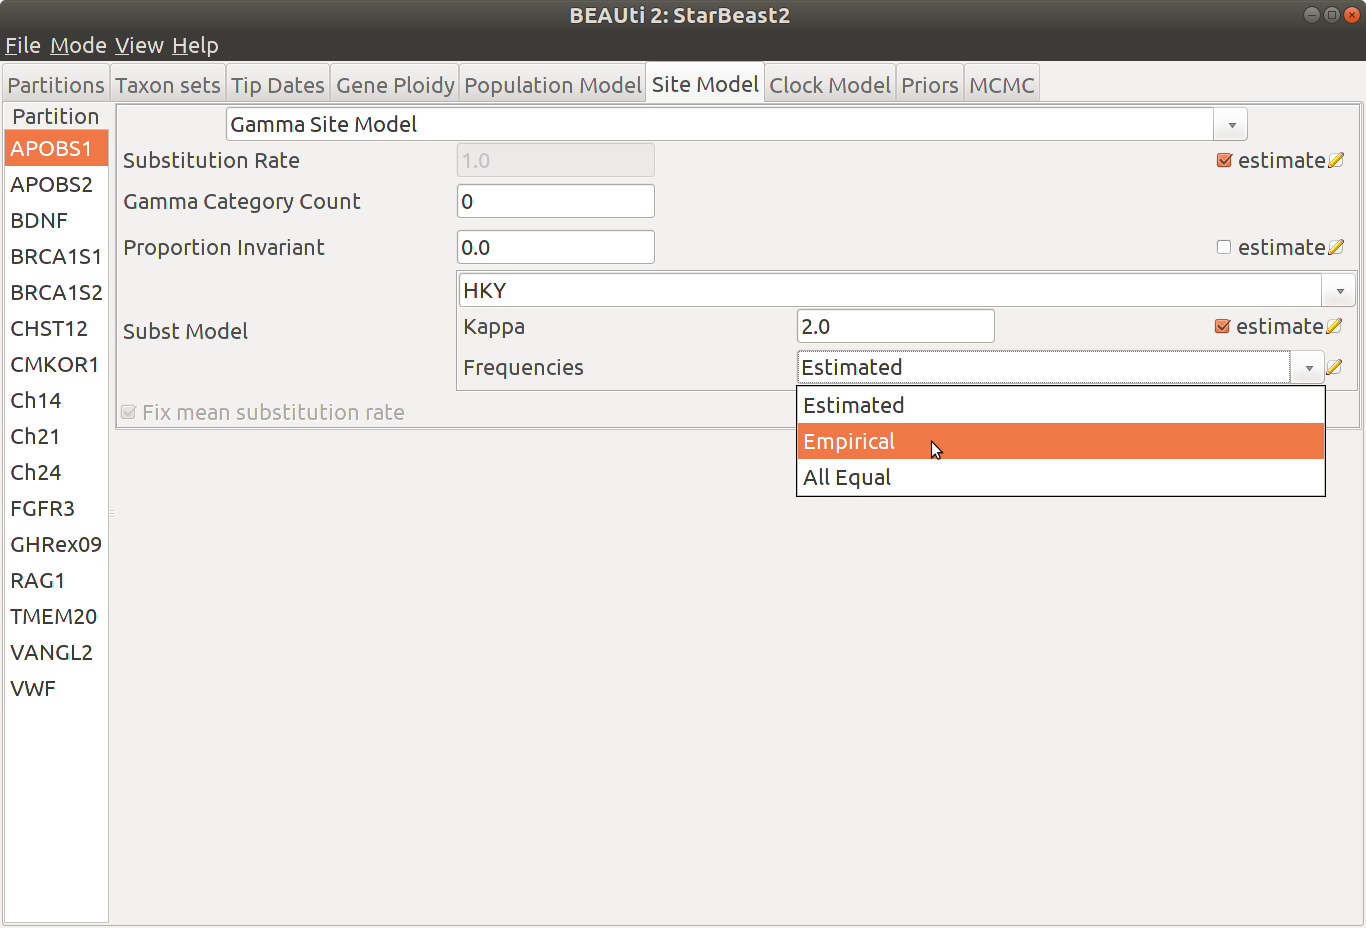 BEAUti 2: StarBeast2
File Mode View Help
Partitions Taxon sets Tip Dates Gene Ploidy Population Model Site Model Clock Model Priors MCMC
Partition
APOBS1
APOBS2
BDNF
BRCA1S1
BRCA1S2
CHST12
CMKOR1
Ch14
Ch21
Ch24
FGFR3
GHRex09
RAG1
TMEM20
VANGL2
VWF
Gamma Site Model
Substitution Rate 1.0 estimate
Gamma Category Count 0
Proportion Invariant 0.0 estimate
Subst Model
HKY
Kappa 2.0 estimate
Frequencies Estimated
Estimated
Empirical
All Equal
Fix mean substitution rate